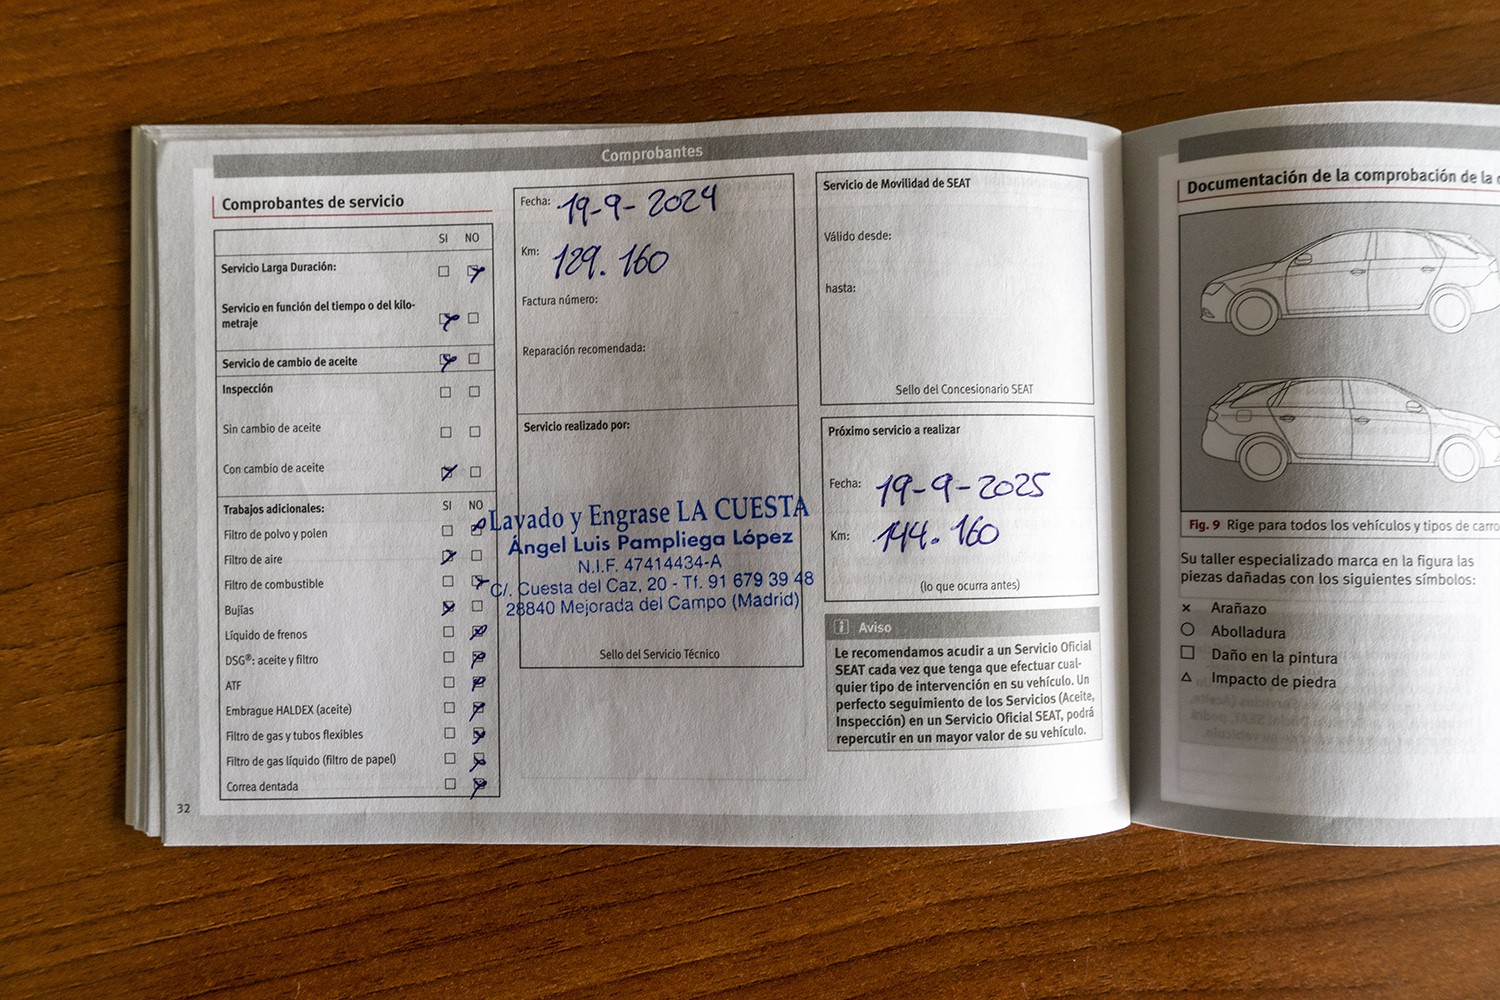 Comprobantes
Comprobantes de servicio
SI NO
Servicio Larga Duración:
Servicio en función del tiempo o del kilo-
metraje
Servicio de cambio de aceite
Inspección
Sin cambio de aceite
Con cambio de aceite
Trabajos adicionales: SI NO
Filtro de polvo y polen
Filtro de aire
Filtro de combustible
Bujías
Líquido de frenos
DSG®: aceite y filtro
ATF
Embrague HALDEX (aceite)
Filtro de gas y tubos flexibles
Filtro de gas líquido (filtro de papel)
Correa dentada
32
Fecha: 19-9-2024
Km: 129.160
Factura número:
Reparación recomendada:
Servicio realizado por:
Lavado y Engrase LA CUESTA
Ángel Luis Pampliega López
N.I.F. 47414434-A
C/. Cuesta del Caz, 20 - Tf. 91 679 39 48
28840 Mejorada del Campo (Madrid)
Sello del Servicio Técnico
Servicio de Movilidad de SEAT
Válido desde:
hasta:
Sello del Concesionario SEAT
Próximo servicio a realizar
Fecha: 19-9-2025
Km: 144.160
(lo que ocurra antes)
i Aviso
Le recomendamos acudir a un Servicio Oficial
SEAT cada vez que tenga que efectuar cual-
quier tipo de intervención en su vehículo. Un
perfecto seguimiento de los Servicios (Aceite,
Inspección) en un Servicio Oficial SEAT, podrá
repercutir en un mayor valor de su vehículo.
Documentación de la comprobación de la
Fig. 9 Rige para todos los vehículos y tipos de carro
Su taller especializado marca en la figura las
piezas dañadas con los siguientes símbolos:
× Arañazo
○ Abolladura
□ Daño en la pintura
△ Impacto de piedra